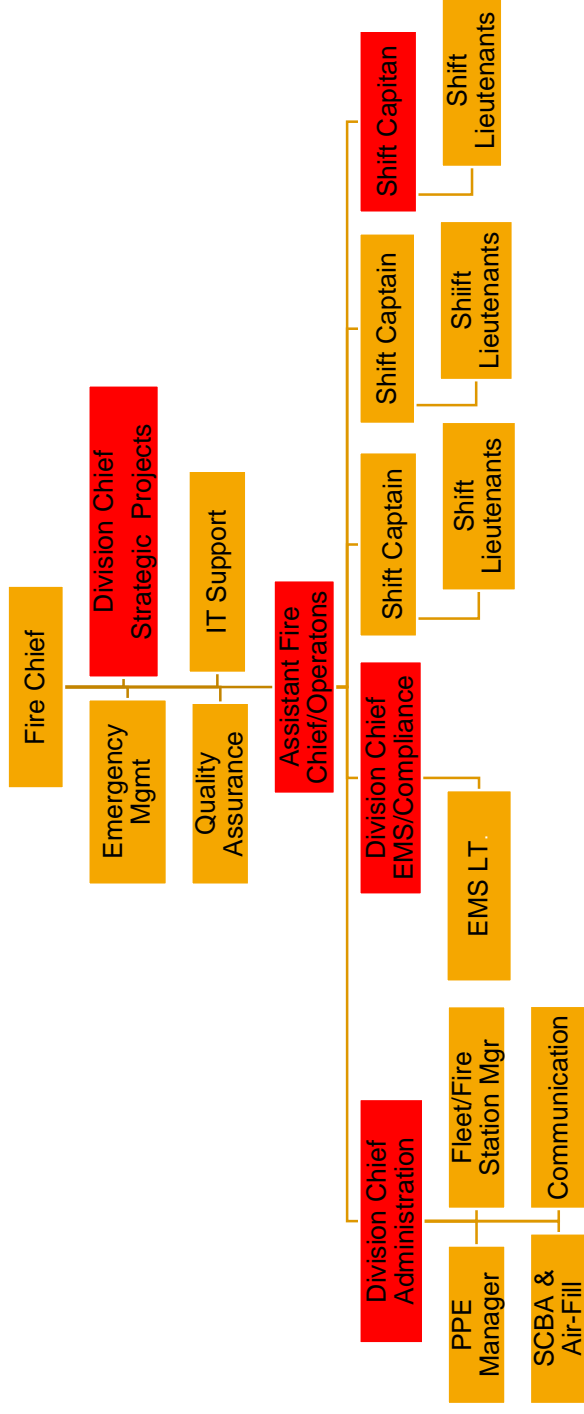 Fire Chief
Emergency
Mgmt
Division Chief
Strategic Projects
Quality
Assurance
IT Support
Assistant Fire
Chief/Operatons
Division Chief
Administration
Division Chief
EMS/Compliance
Shift Captain
Shift Captain
Shift Capitan
PPE
Manager
Fleet/Fire
Station Mgr
EMS LT.
Shift
Lieutenants
Shiift
Lieutenants
Shift
Lieutenants
SCBA &
Air-Fill
Communication